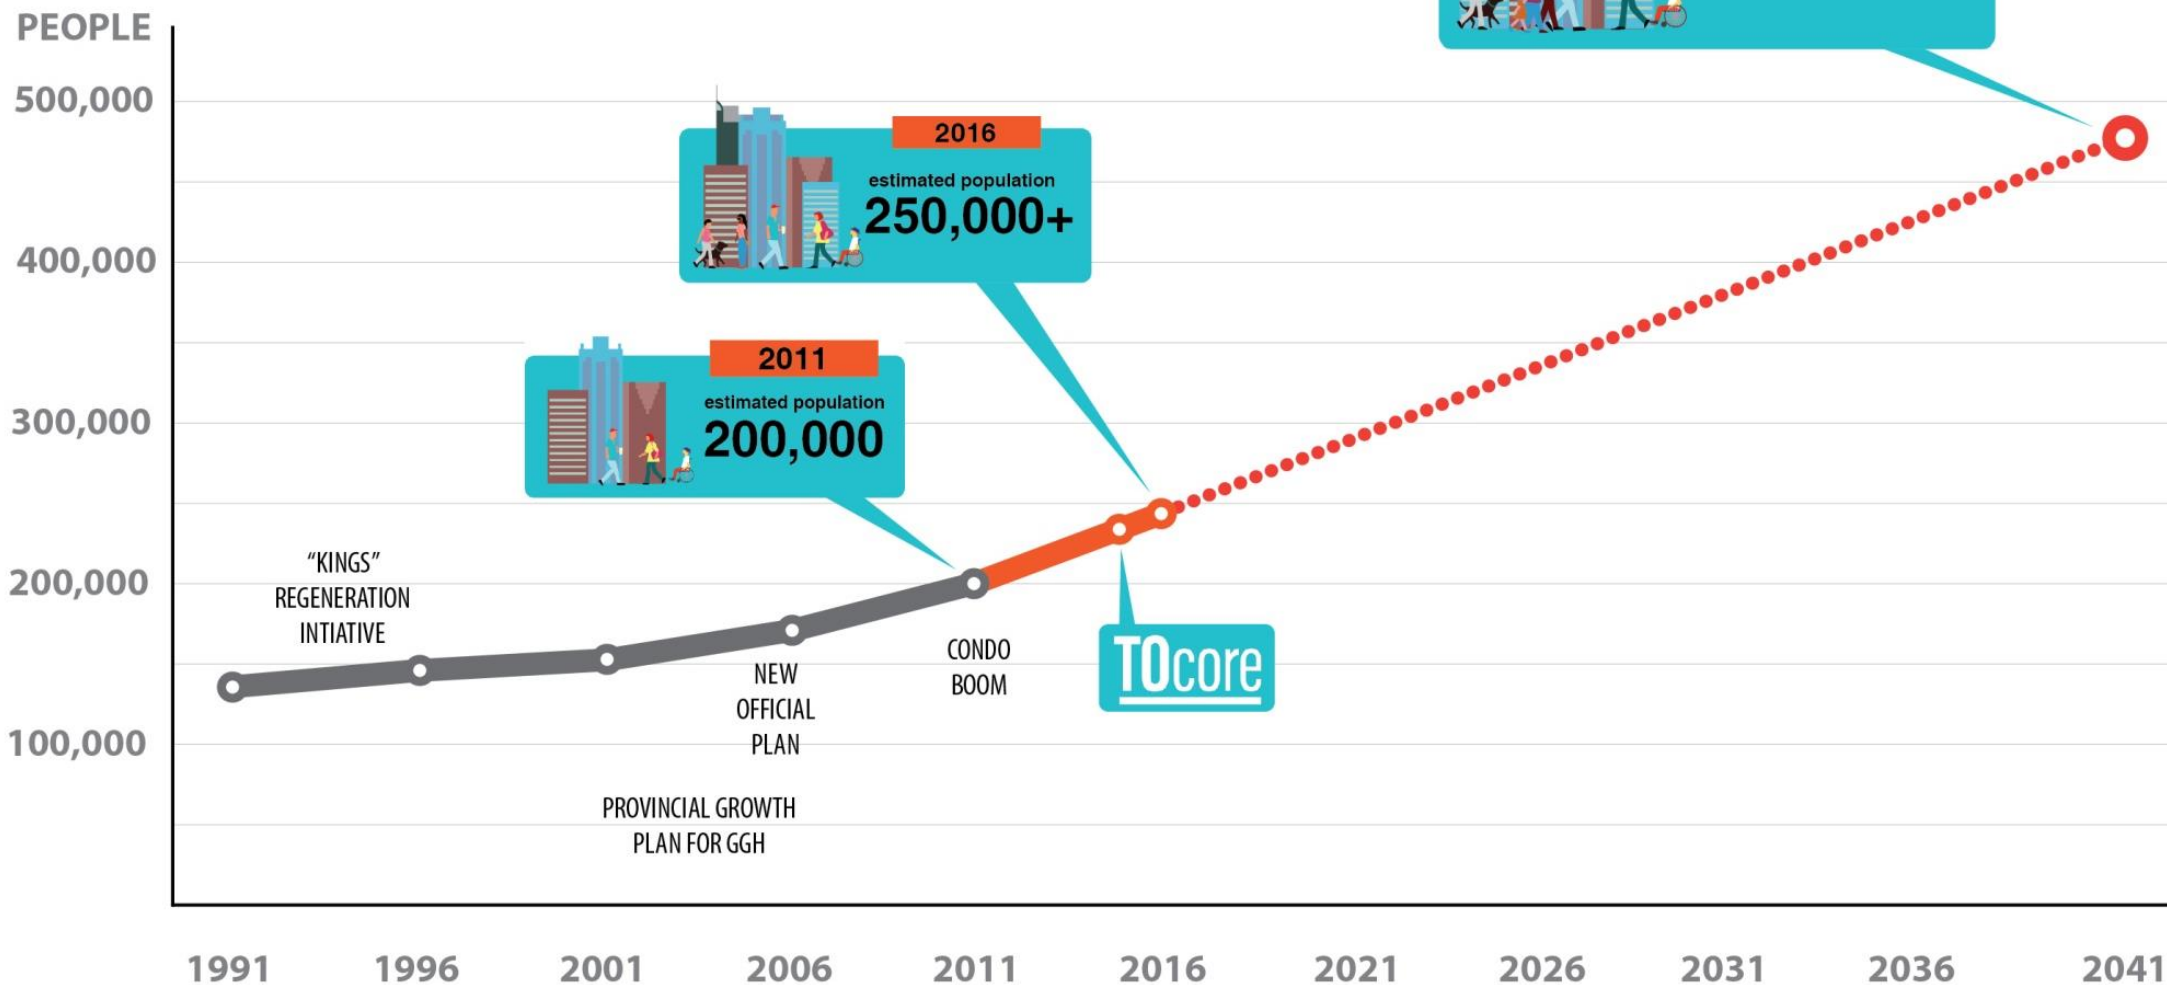 PEOPLE
500,000
400,000
300,000
200,000
100,000
2016
estimated population
250,000+
2011
estimated population
200,000
“KINGS”
REGENERATION
INTIATIVE
NEW
OFFICIAL
PLAN
PROVINCIAL GROWTH
PLAN FOR GGH
CONDO
BOOM
TOcore
1991 1996 2001 2006 2011 2016 2021 2026 2031 2036 2041